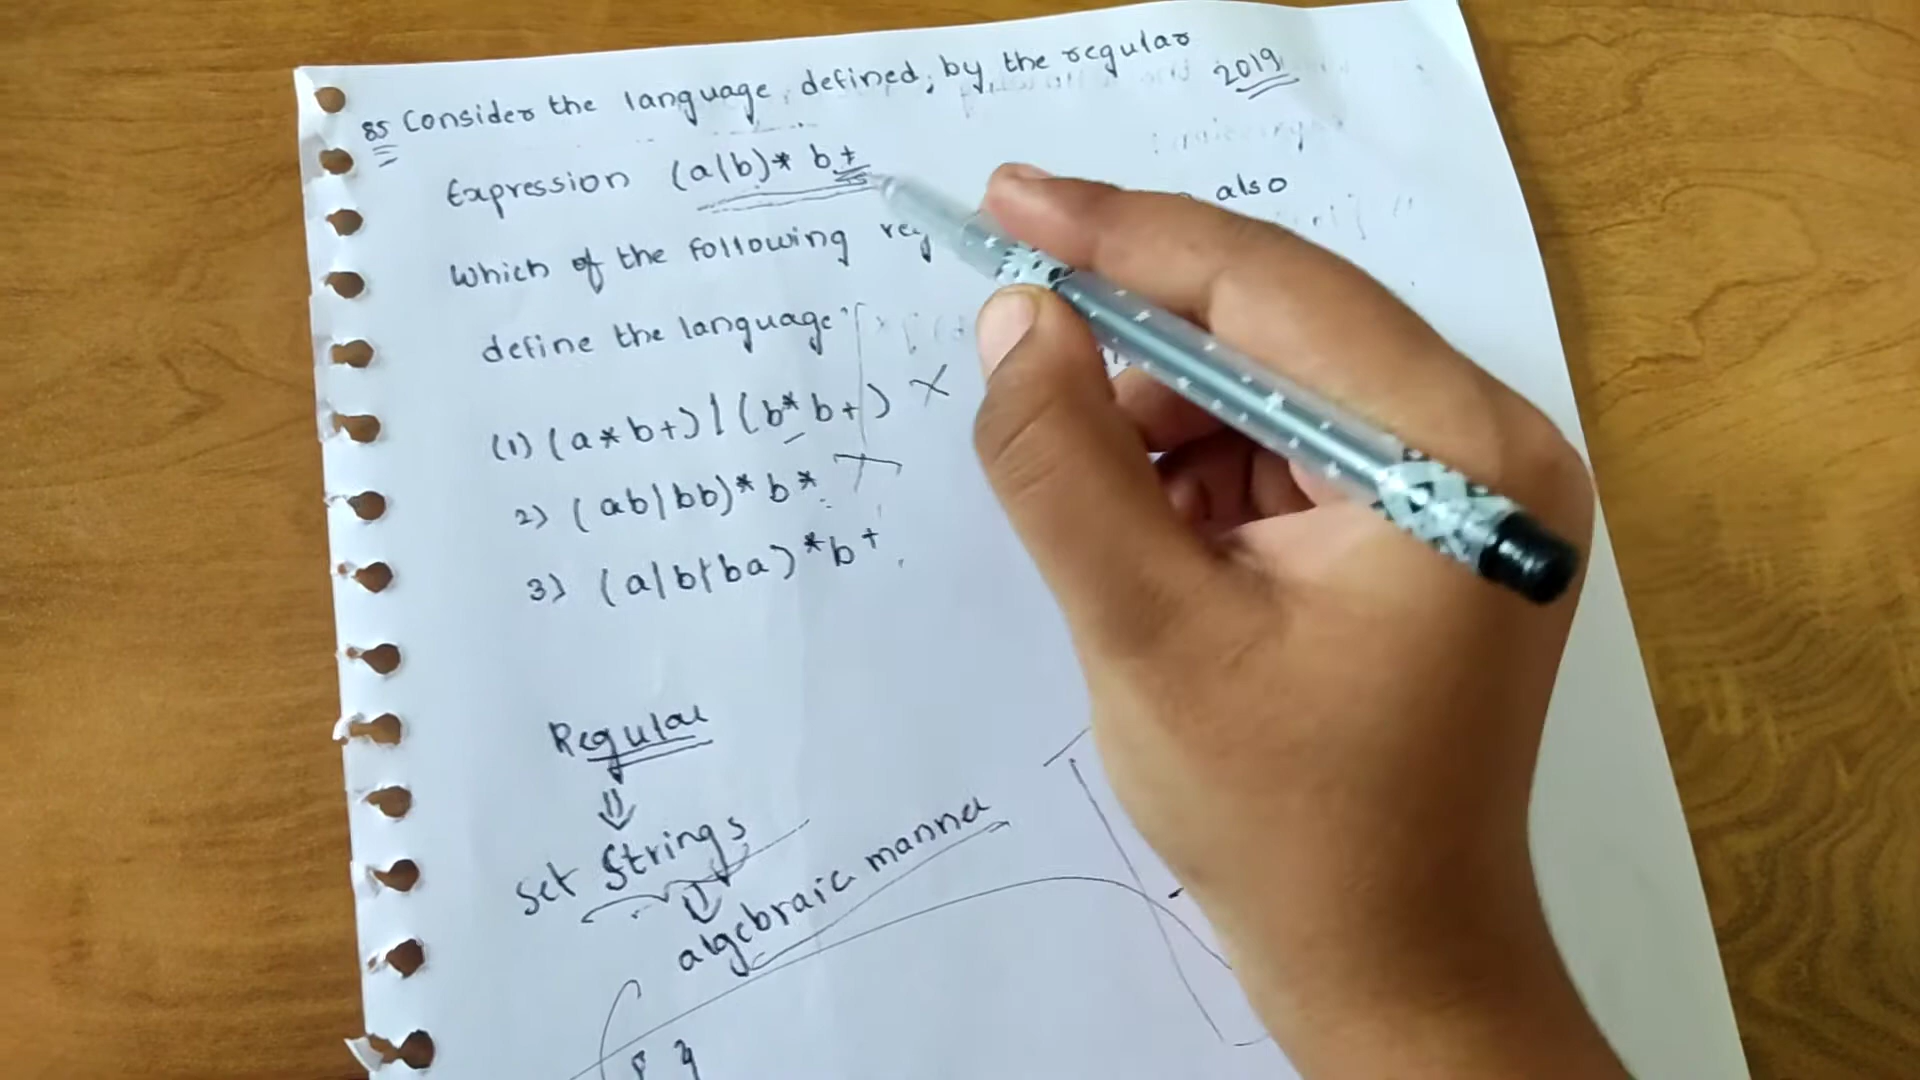 85 Consider the language defined, by the regular 2019
Expression (a|b)* b+
Which of the following also
define the language
(1) (a*b+) | (b*b+) X
2) (ab|bb)*b* X
3) (a|b|ba)*b+
Regular
⇓
Set Strings
⇓
algebraic manner